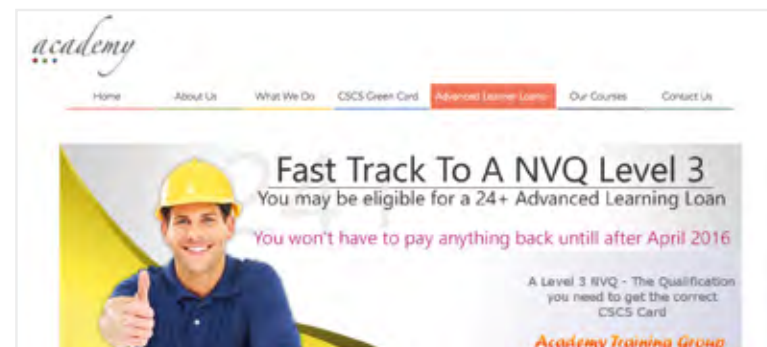 academy
Home About Us What We Do CSCS Green Card Advanced Learner Loans Our Courses Contact Us
Fast Track To A NVQ Level 3
You may be eligible for a 24+ Advanced Learning Loan
You won't have to pay anything back untill after April 2016
A Level 3 NVQ - The Qualification
you need to get the correct
CSCS Card
Academy Training Group